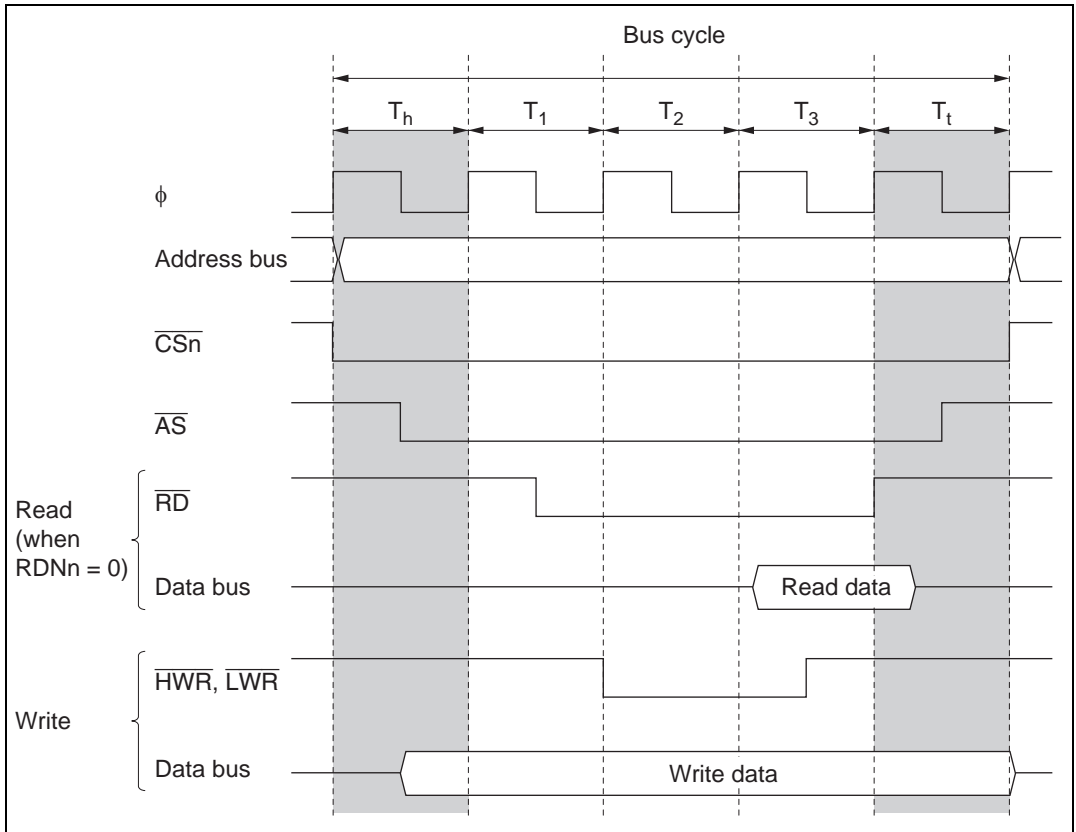 Bus cycle
Th T1 T2 T3 Tt
ϕ
Address bus
CSn
AS
Read
(when
RDNn = 0)
RD
Data bus
Read data
Write
HWR, LWR
Data bus
Write data